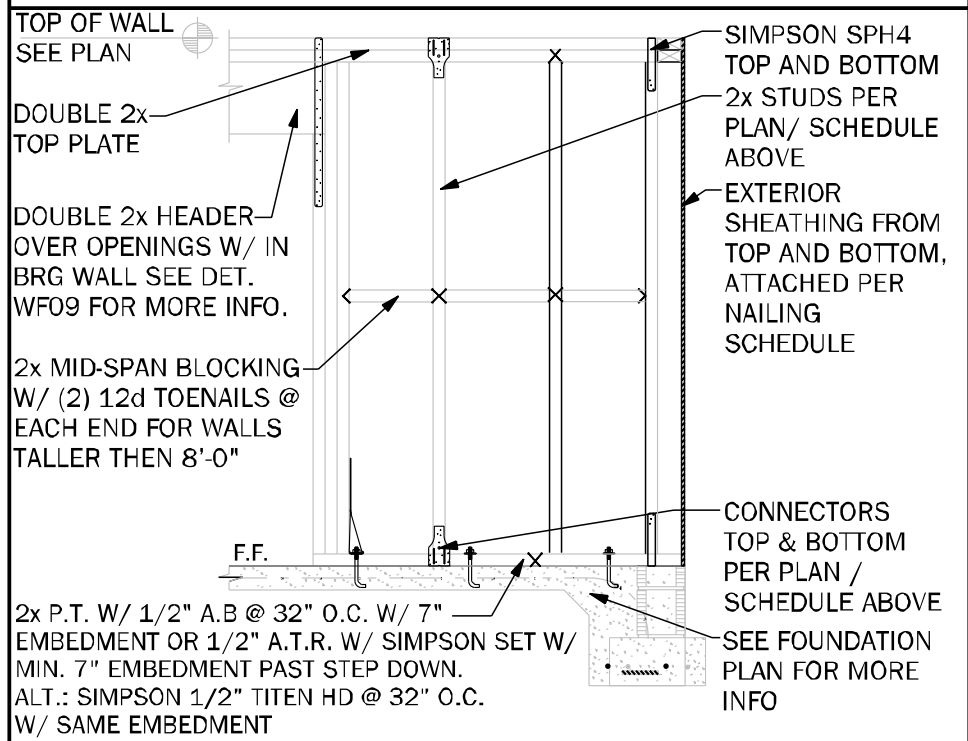 TOP OF WALL
SEE PLAN
DOUBLE 2x
TOP PLATE
DOUBLE 2x HEADER
OVER OPENINGS W/ IN
BRG WALL SEE DET.
WF09 FOR MORE INFO.
2x MID-SPAN BLOCKING
W/ (2) 12d TOENAILS @
EACH END FOR WALLS
TALLER THEN 8'-0"
F.F.
2x P.T. W/ 1/2" A.B @ 32" O.C. W/ 7"
EMBEDMENT OR 1/2" A.T.R. W/ SIMPSON SET W/
MIN. 7" EMBEDMENT PAST STEP DOWN.
ALT.: SIMPSON 1/2" TITEN HD @ 32" O.C.
W/ SAME EMBEDMENT
SIMPSON SPH4
TOP AND BOTTOM
2x STUDS PER
PLAN/ SCHEDULE
ABOVE
EXTERIOR
SHEATHING FROM
TOP AND BOTTOM,
ATTACHED PER
NAILING
SCHEDULE
CONNECTORS
TOP & BOTTOM
PER PLAN /
SCHEDULE ABOVE
SEE FOUNDATION
PLAN FOR MORE
INFO